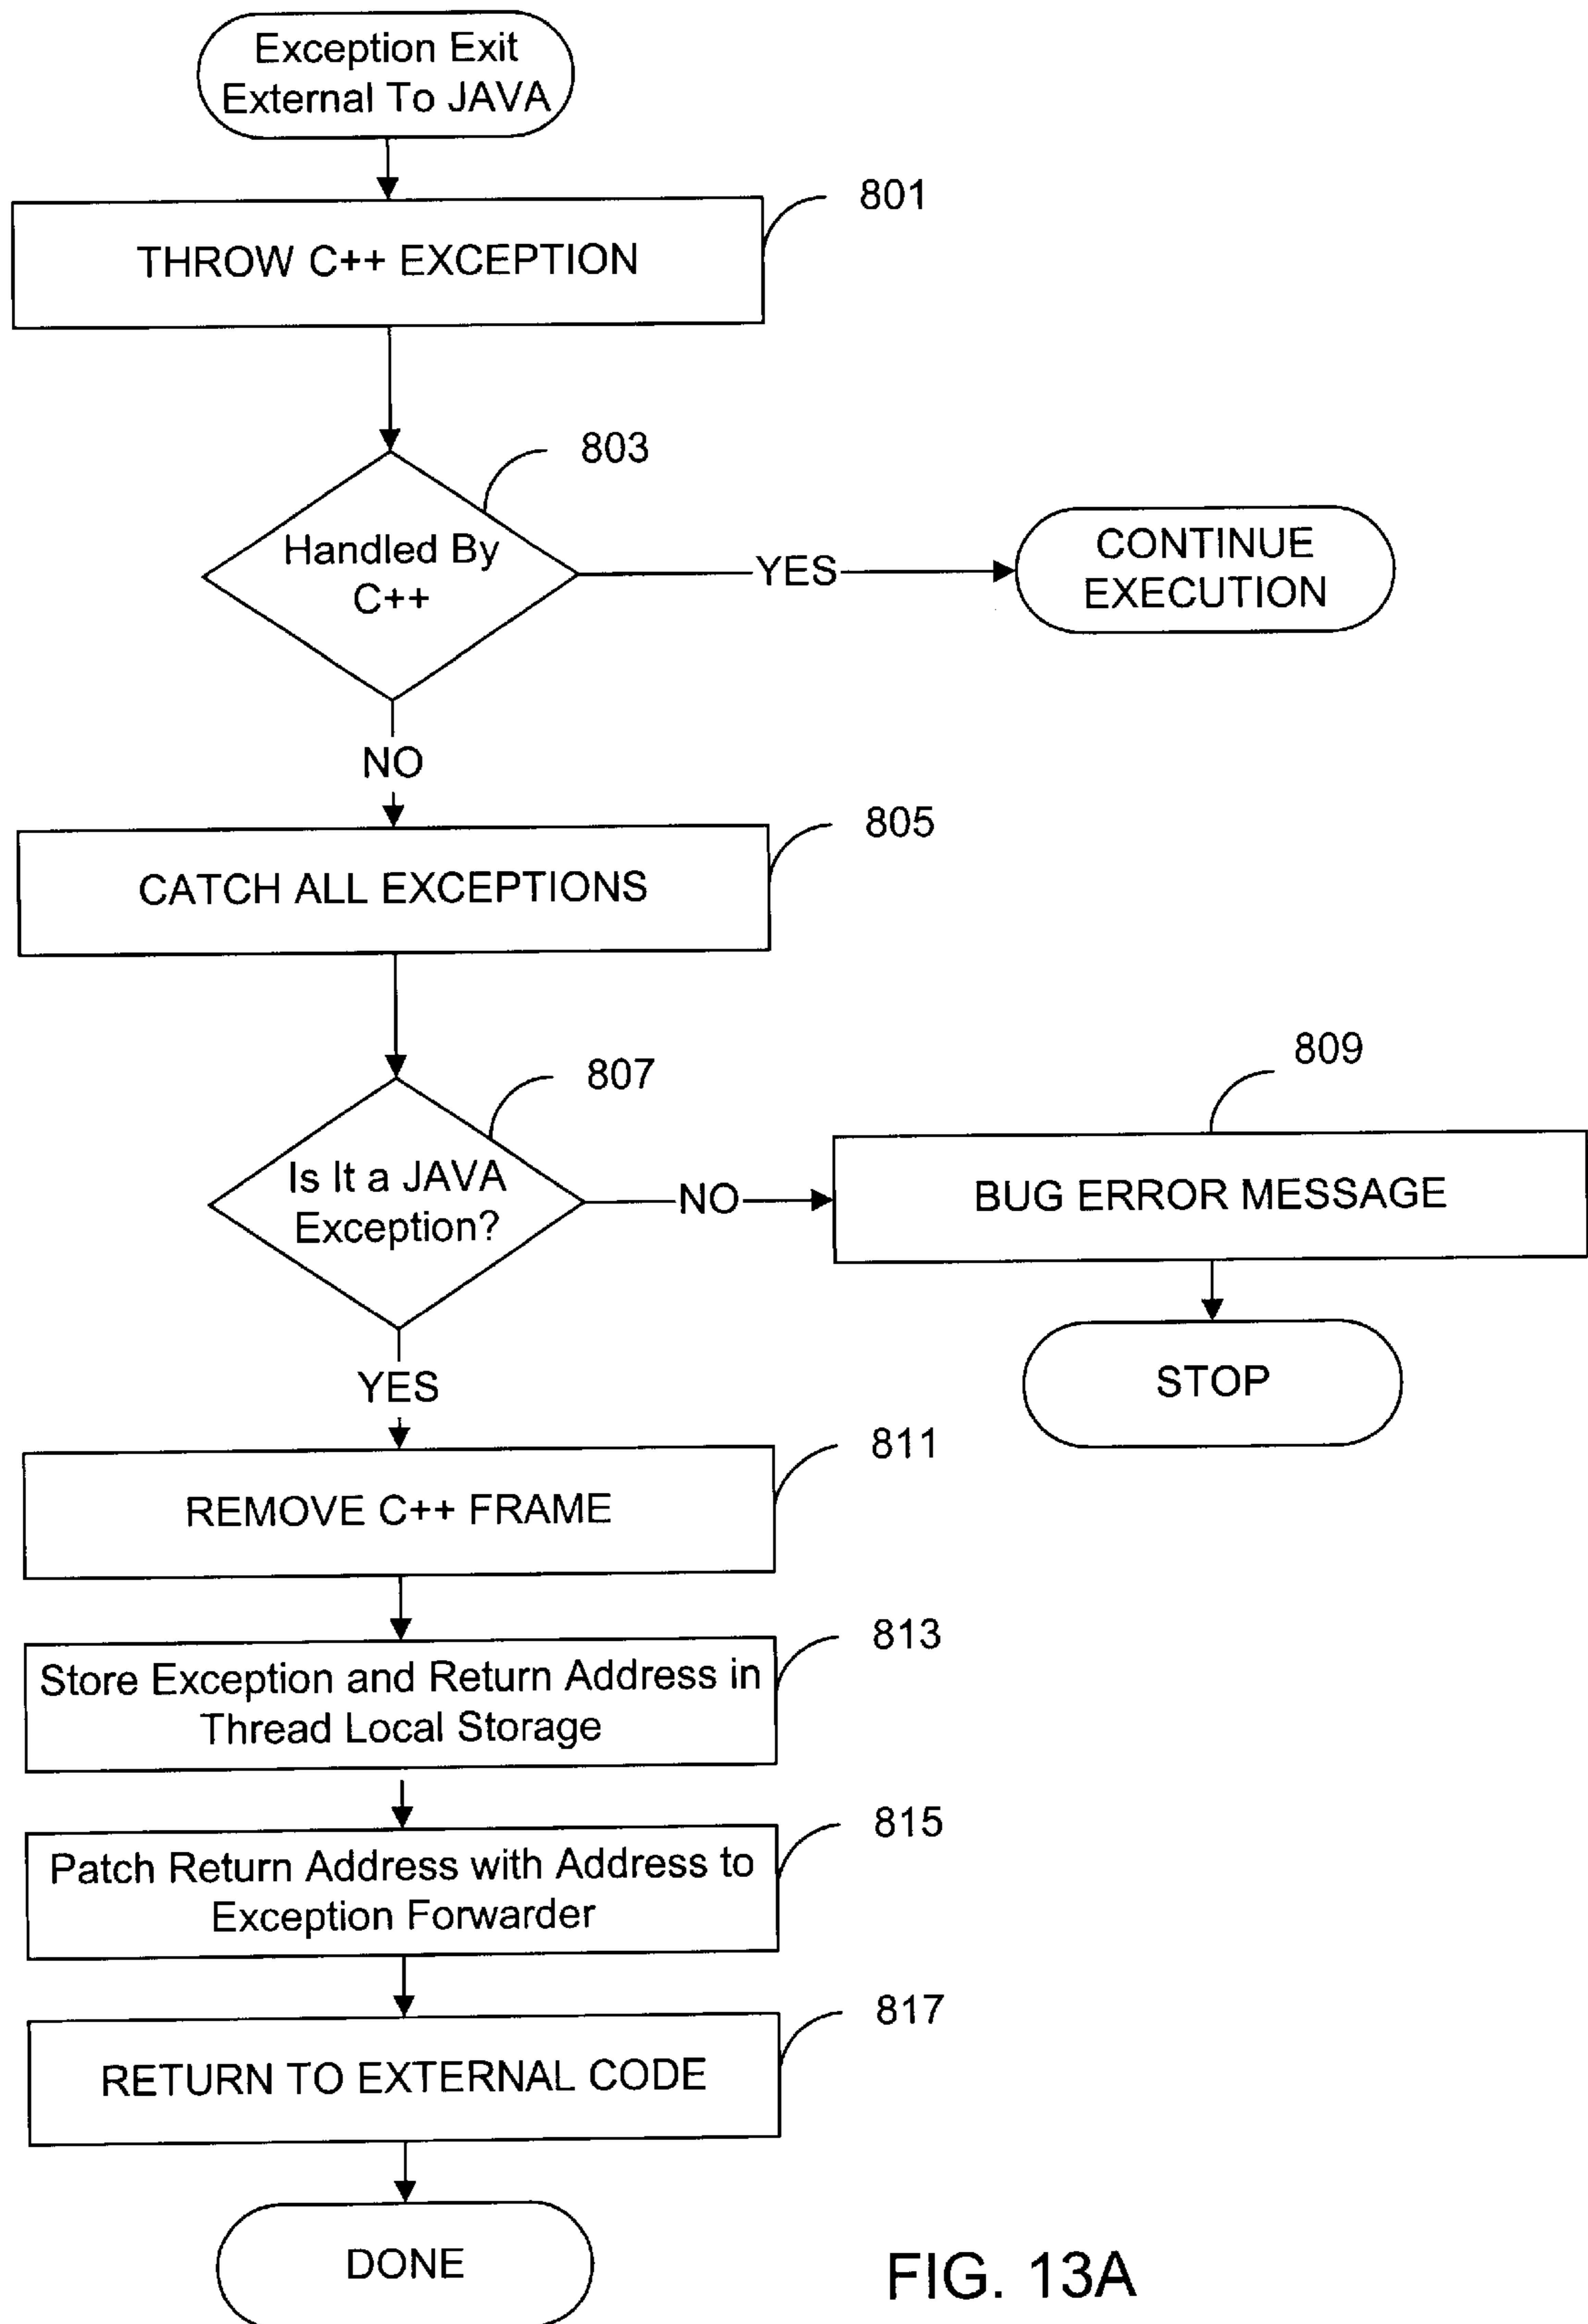 Exception Exit
External To JAVA
801
THROW C++ EXCEPTION
803
Handled By
C++
YES
CONTINUE
EXECUTION
NO
805
CATCH ALL EXCEPTIONS
807
809
Is It a JAVA
Exception?
NO
BUG ERROR MESSAGE
STOP
YES
811
REMOVE C++ FRAME
813
Store Exception and Return Address in
Thread Local Storage
815
Patch Return Address with Address to
Exception Forwarder
817
RETURN TO EXTERNAL CODE
DONE
FIG. 13A